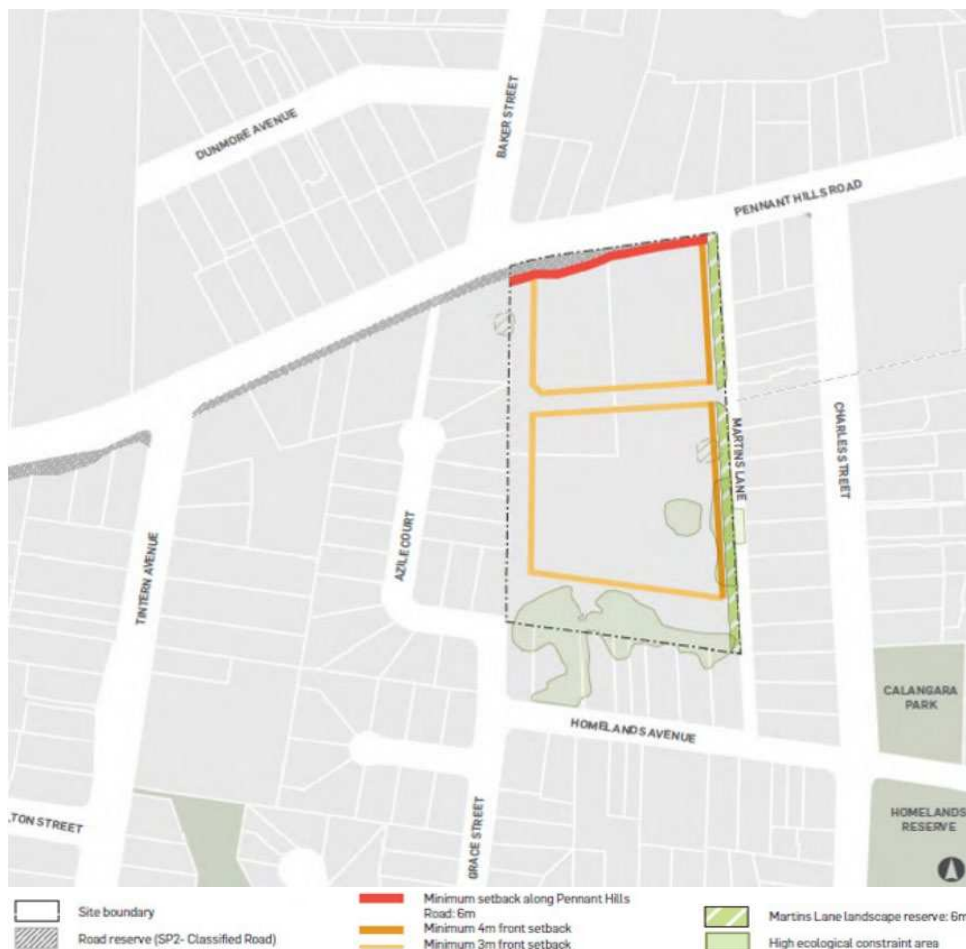 DUNMORE AVENUE
BAKER STREET
PENNANT HILLS ROAD
MARTINS LANE
CHARLES STREET
AZILE COURT
TINTERN AVENUE
CALANGARA
PARK
HOMELANDS AVENUE
HOMELANDS
RESERVE
LTON STREET
GRACE STREET
Site boundary
Road reserve (SP2- Classified Road)
Minimum setback along Pennant Hills
Road: 6m
Minimum 4m front setback
Minimum 3m front setback
Martins Lane landscape reserve: 6m
High ecological constraint area